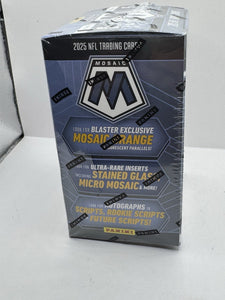 2025 NFL TRADING CARDS
MOSAIC
M
LOOK FOR BLASTER EXCLUSIVE
MOSAIC ORANGE
FLUORESCENT PARALLELS!
LOOK FOR ULTRA-RARE INSERTS
INCLUDING STAINED GLASS,
MICRO MOSAIC & MORE!
LOOK FOR AUTOGRAPHS IN
SCRIPTS, ROOKIE SCRIPTS
FUTURE SCRIPTS!
PANINI